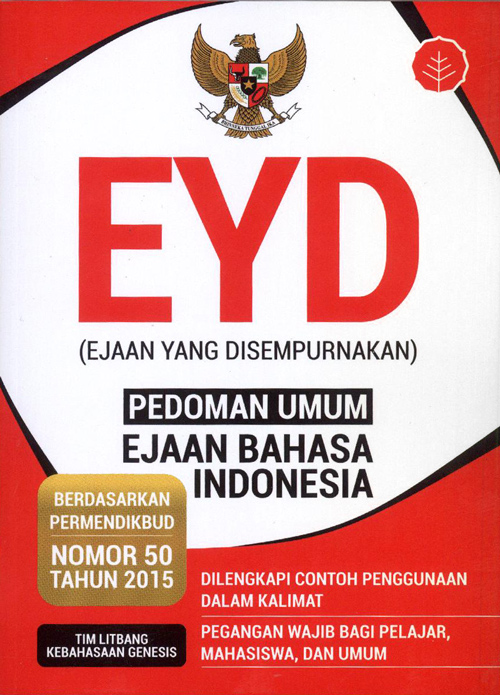 EYD
(EJAAN YANG DISEMPURNAKAN)
PEDOMAN UMUM
EJAAN BAHASA
INDONESIA
BERDASARKAN
PERMENDIKBUD
NOMOR 50
TAHUN 2015
DILENGKAPI CONTOH PENGGUNAAN
DALAM KALIMAT
TIM LITBANG
KEBAHASAAN GENESIS
PEGANGAN WAJIB BAGI PELAJAR,
MAHASISWA, DAN UMUM